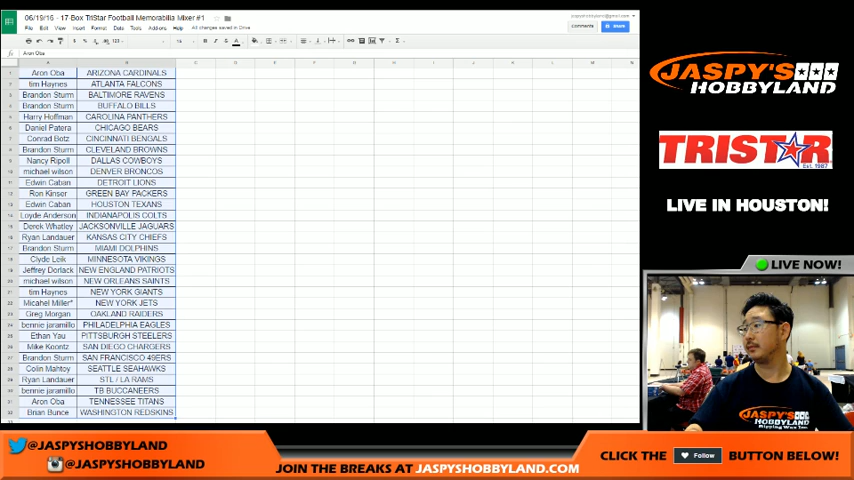 06/19/16 - 17-Box TriStar Football Memorabilia Mixer #1
File Edit View Insert Format Data Tools Add-ons Help All changes saved in Drive
Comments Share
Aron Oba
Aron Oba ARIZONA CARDINALS
tim Haynes ATLANTA FALCONS
Brandon Sturm BALTIMORE RAVENS
Brandon Sturm BUFFALO BILLS
Harry Hoffman CAROLINA PANTHERS
Daniel Patera CHICAGO BEARS
Conrad Botz CINCINNATI BENGALS
Brandon Sturm CLEVELAND BROWNS
Nancy Ripoll DALLAS COWBOYS
michael wilson DENVER BRONCOS
Edwin Caban DETROIT LIONS
Ron Kinser GREEN BAY PACKERS
Edwin Caban HOUSTON TEXANS
Loyde Anderson INDIANAPOLIS COLTS
Derek Whatley JACKSONVILLE JAGUARS
Ryan Landauer KANSAS CITY CHIEFS
Brandon Sturm MIAMI DOLPHINS
Clyde Leik MINNESOTA VIKINGS
Jeffrey Dorlack NEW ENGLAND PATRIOTS
michael wilson NEW ORLEANS SAINTS
tim Haynes NEW YORK GIANTS
Micahel Miller* NEW YORK JETS
Greg Morgan OAKLAND RAIDERS
bennie jaramillo PHILADELPHIA EAGLES
Ethan Yau PITTSBURGH STEELERS
Mike Koontz SAN DIEGO CHARGERS
Brandon Sturm SAN FRANCISCO 49ERS
Colin Mahtoy SEATTLE SEAHAWKS
Ryan Landauer STL / LA RAMS
bennie jaramillo TB BUCCANEERS
Aron Oba TENNESSEE TITANS
Brian Bunce WASHINGTON REDSKINS
JASPY'S
HOBBYLAND
TRISTAR
Est. 1987
LIVE IN HOUSTON!
LIVE NOW!
JASPY'S
HOBBYLAND
@JASPYSHOBBYLAND
@JASPYSHOBBYLAND
JOIN THE BREAKS AT JASPYSHOBBYLAND.COM
CLICK THE Follow BUTTON BELOW!